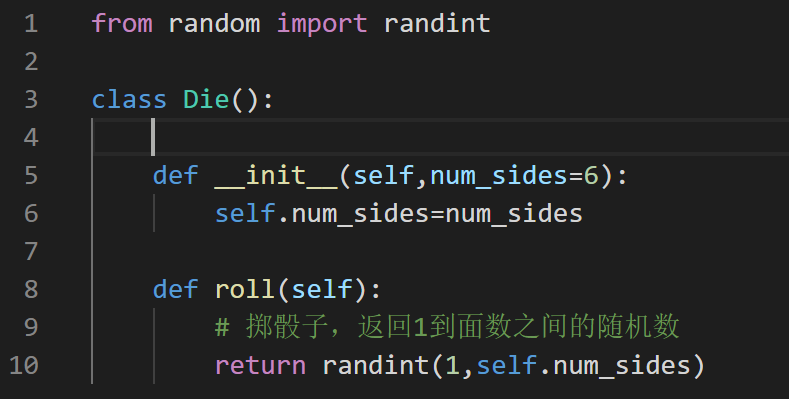 1 from random import randint
2
3 class Die():
4
5     def __init__(self,num_sides=6):
6         self.num_sides=num_sides
7
8     def roll(self):
9         # 掷骰子，返回1到面数之间的随机数
10         return randint(1,self.num_sides)